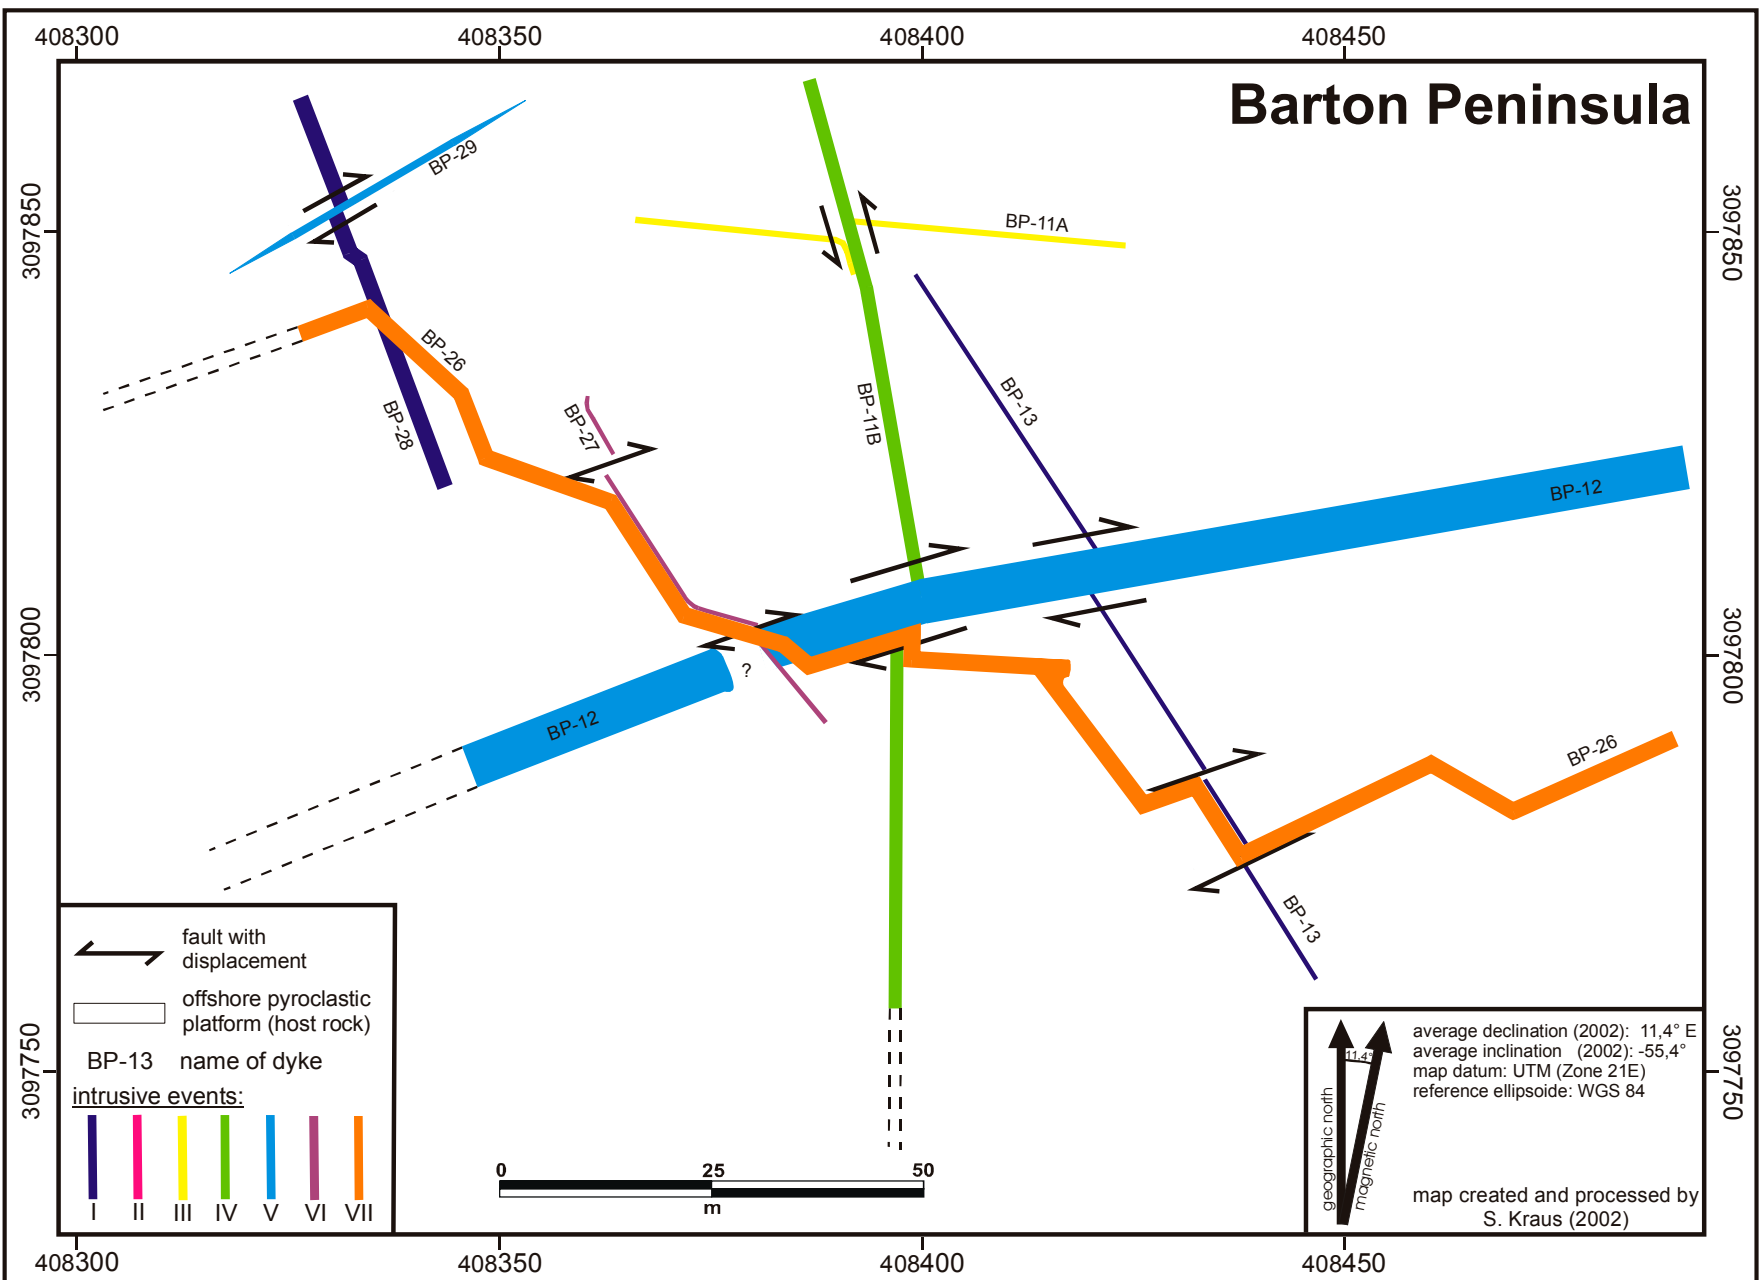 408300
408350
408400
408450
Barton Peninsula
3097850
3097850
BP-29
BP-11A
BP-26
BP-28
BP-27
BP-11B
BP-13
BP-12
3097800
3097800
?
BP-12
BP-26
BP-13
3097750
3097750
fault with
displacement
offshore pyroclastic
platform (host rock)
BP-13 name of dyke
intrusive events:
I II III IV V VI VII
0 25 50
m
11,4°
geographic north
magnetic north
average declination (2002): 11,4° E
average inclination (2002): -55,4°
map datum: UTM (Zone 21E)
reference ellipsoide: WGS 84
map created and processed by
S. Kraus (2002)
408300
408350
408400
408450